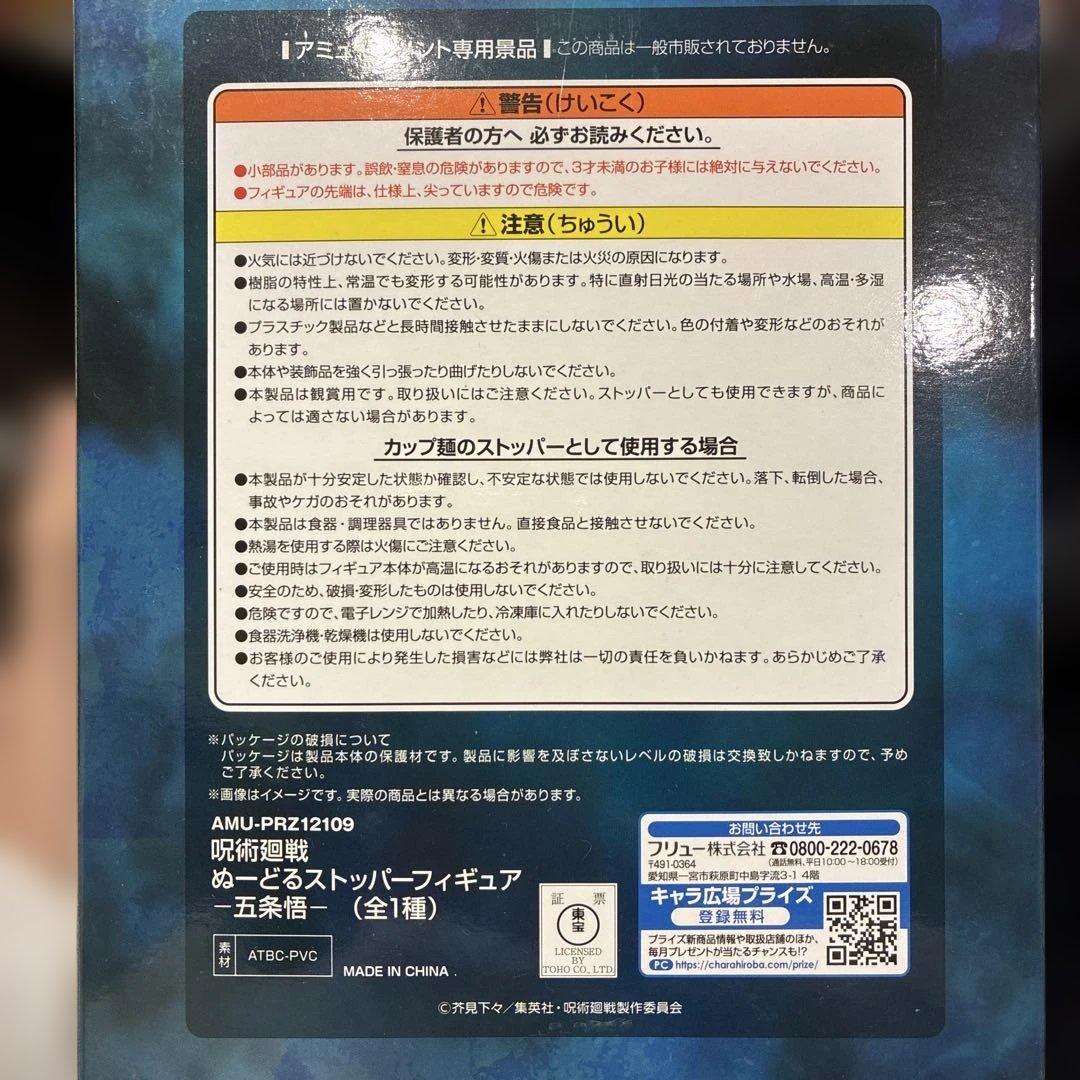 アミューズメント専用景品 この商品は一般市販されておりません。
⚠警告(けいこく)
保護者の方へ 必ずお読みください。
●小部品があります。誤飲・窒息の危険がありますので、3才未満のお子様には絶対に与えないでください。
●フィギュアの先端は、仕様上、尖っていますので危険です。
⚠注意(ちゅうい)
●火気には近づけないでください。変形・変質・火傷または火災の原因になります。
●樹脂の特性上、常温でも変形する可能性があります。特に直射日光の当たる場所や水場、高温・多湿
になる場所には置かないでください。
●プラスチック製品などと長時間接触させたままにしないでください。色の付着や変形などのおそれが
あります。
●本体や装飾品を強く引っ張ったり曲げたりしないでください。
●本製品は観賞用です。取り扱いにはご注意ください。ストッパーとしても使用できますが、商品に
よっては適さない場合があります。
カップ麺のストッパーとして使用する場合
●本製品が十分安定した状態か確認し、不安定な状態では使用しないでください。落下、転倒した場合、
事故やケガのおそれがあります。
●本製品は食器・調理器具ではありません。直接食品と接触させないでください。
●熱湯を使用する際は火傷にご注意ください。
●ご使用時はフィギュア本体が高温になるおそれがありますので、取り扱いには十分に注意してください。
●安全のため、破損・変形したものは使用しないでください。
●危険ですので、電子レンジで加熱したり、冷凍庫に入れたりしないでください。
●食器洗浄機・乾燥機は使用しないでください。
●お客様のご使用により発生した損害などには弊社は一切の責任を負いかねます。あらかじめご了承
ください。
※パッケージの破損について
パッケージは製品本体の保護材です。製品に影響を及ぼさないレベルの破損は交換致しかねますので、予め
ご了承ください。
※画像はイメージです。実際の商品とは異なる場合があります。
AMU-PRZ12109
呪術廻戦
ぬーどるストッパーフィギュア
－五条悟－ (全1種)
素材 ATBC-PVC
MADE IN CHINA
証 票
東宝
LICENSED
BY
TOHO CO., LTD.
お問い合わせ先
フリュー株式会社 ☎0800-222-0678
〒491-0364 (通話無料、平日10:00～18:00受付)
愛知県一宮市萩原町中島字流3-1 4階
キャラ広場プライズ
登録無料
プライズ新商品情報や取扱店舗のほか、
毎月プレゼントが当たるチャンスも!?
PC https://charahiroba.com/prize/
©芥見下々／集英社・呪術廻戦製作委員会